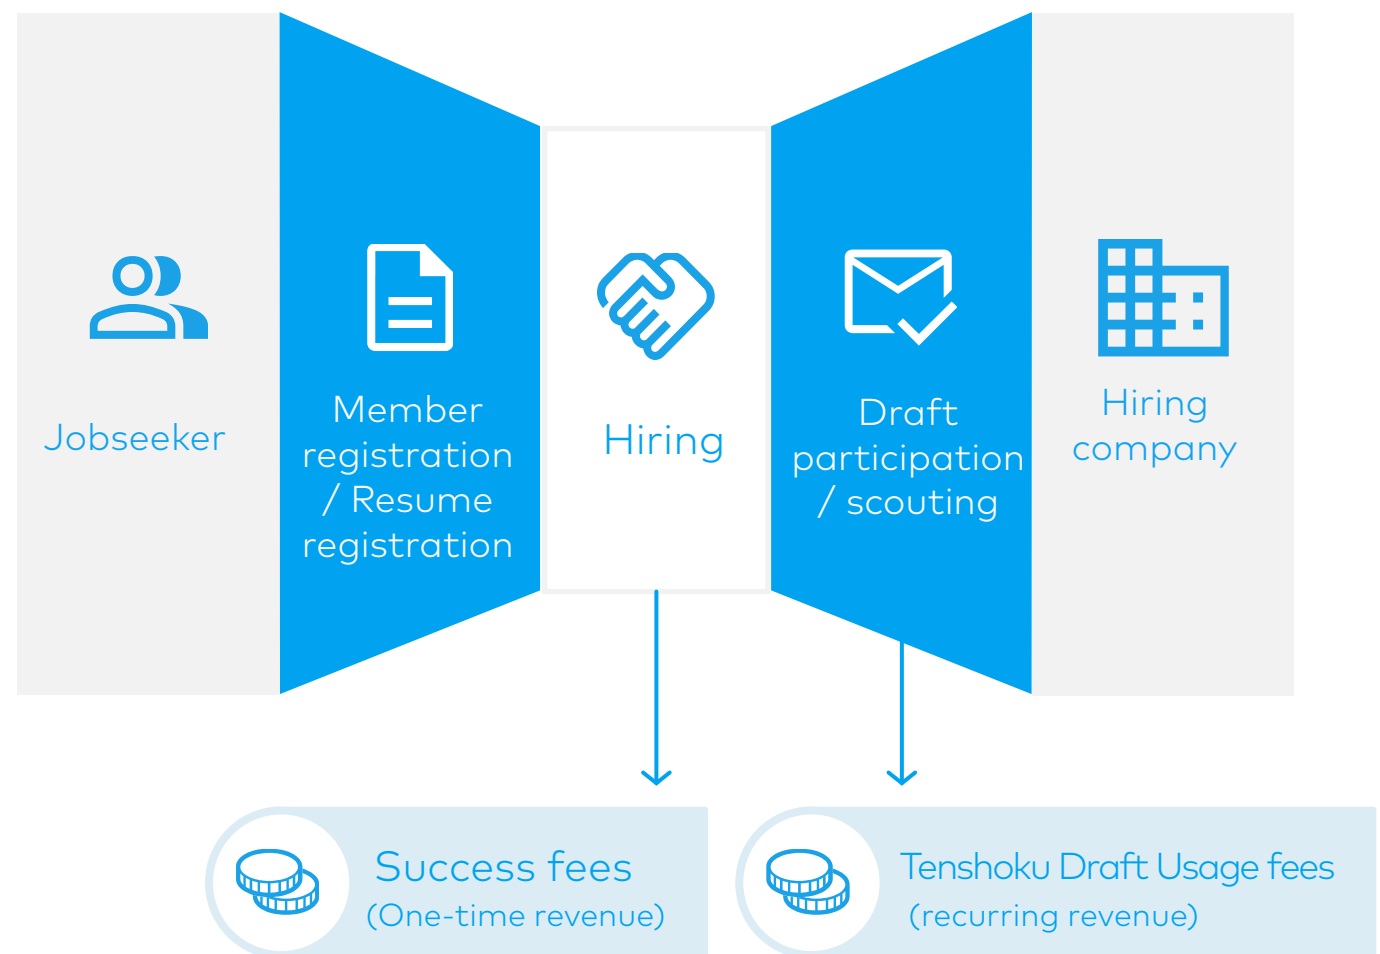 Jobseeker
Member
registration
/ Resume
registration
Hiring
Draft
participation
/ scouting
Hiring
company
Success fees
(One-time revenue)
Tenshoku Draft Usage fees
(recurring revenue)